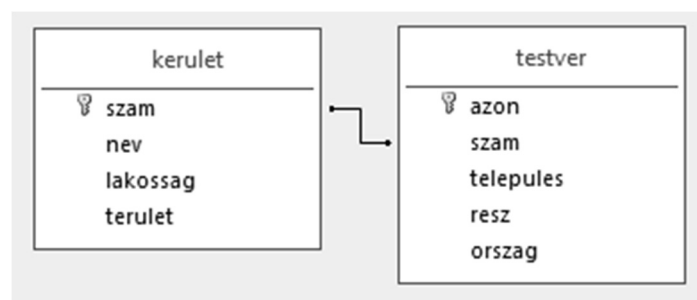 kerulet
szam
nev
lakossag
terulet
testver
azon
szam
telepules
resz
orszag